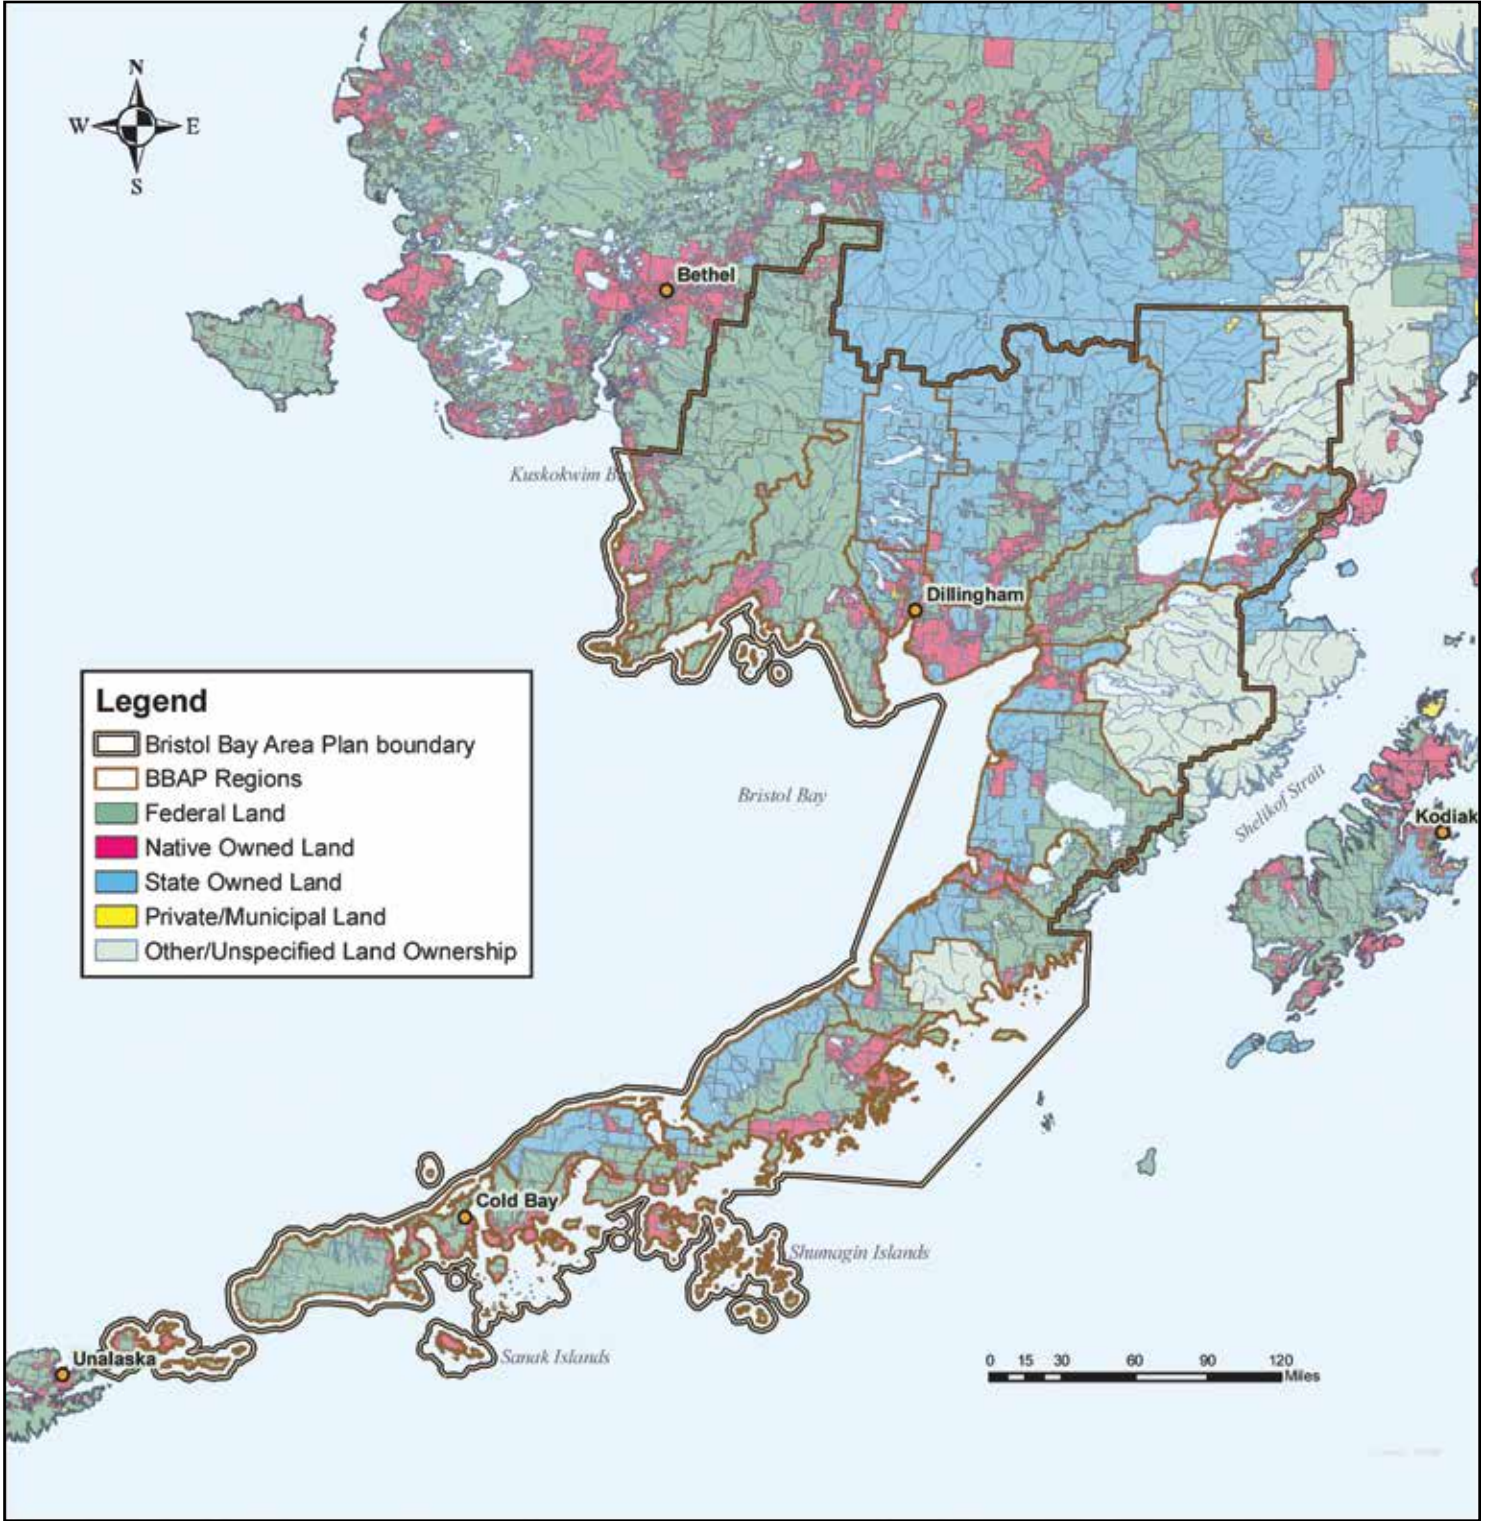 N
W E
S
Bethel
Kuskokwim B
Dillingham
Legend
Bristol Bay Area Plan boundary
BBAP Regions
Federal Land
Native Owned Land
State Owned Land
Private/Municipal Land
Other/Unspecified Land Ownership
Bristol Bay
Shelikof Strait
Kodiak
Cold Bay
Shumagin Islands
Sanak Islands
Unalaska
0 15 30 60 90 120
Miles